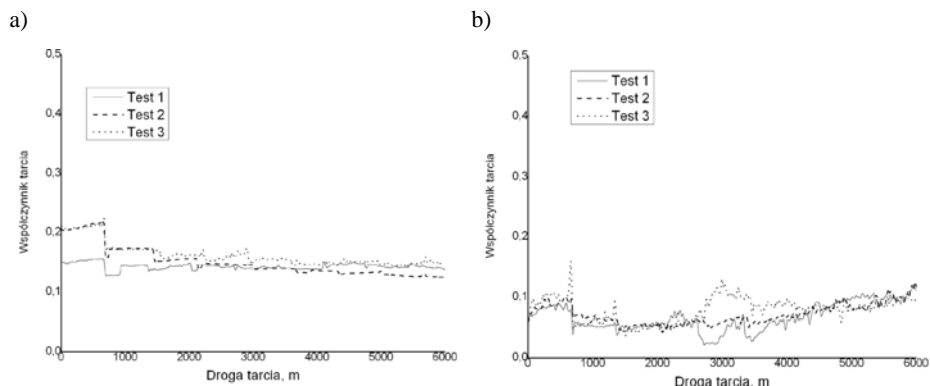 a)
0,5
0,4
0,3
0,2
0,1
0,0
Współczynnik tarcia
Test 1
Test 2
Test 3
0
1000
2000
3000
4000
5000
6000
Droga tarcia, m
b)
0,5
0,4
0,3
0,2
0,1
0,0
Współczynnik tarcia
Test 1
Test 2
Test 3
0
1000
2000
3000
4000
5000
6000
Droga tarcia, m